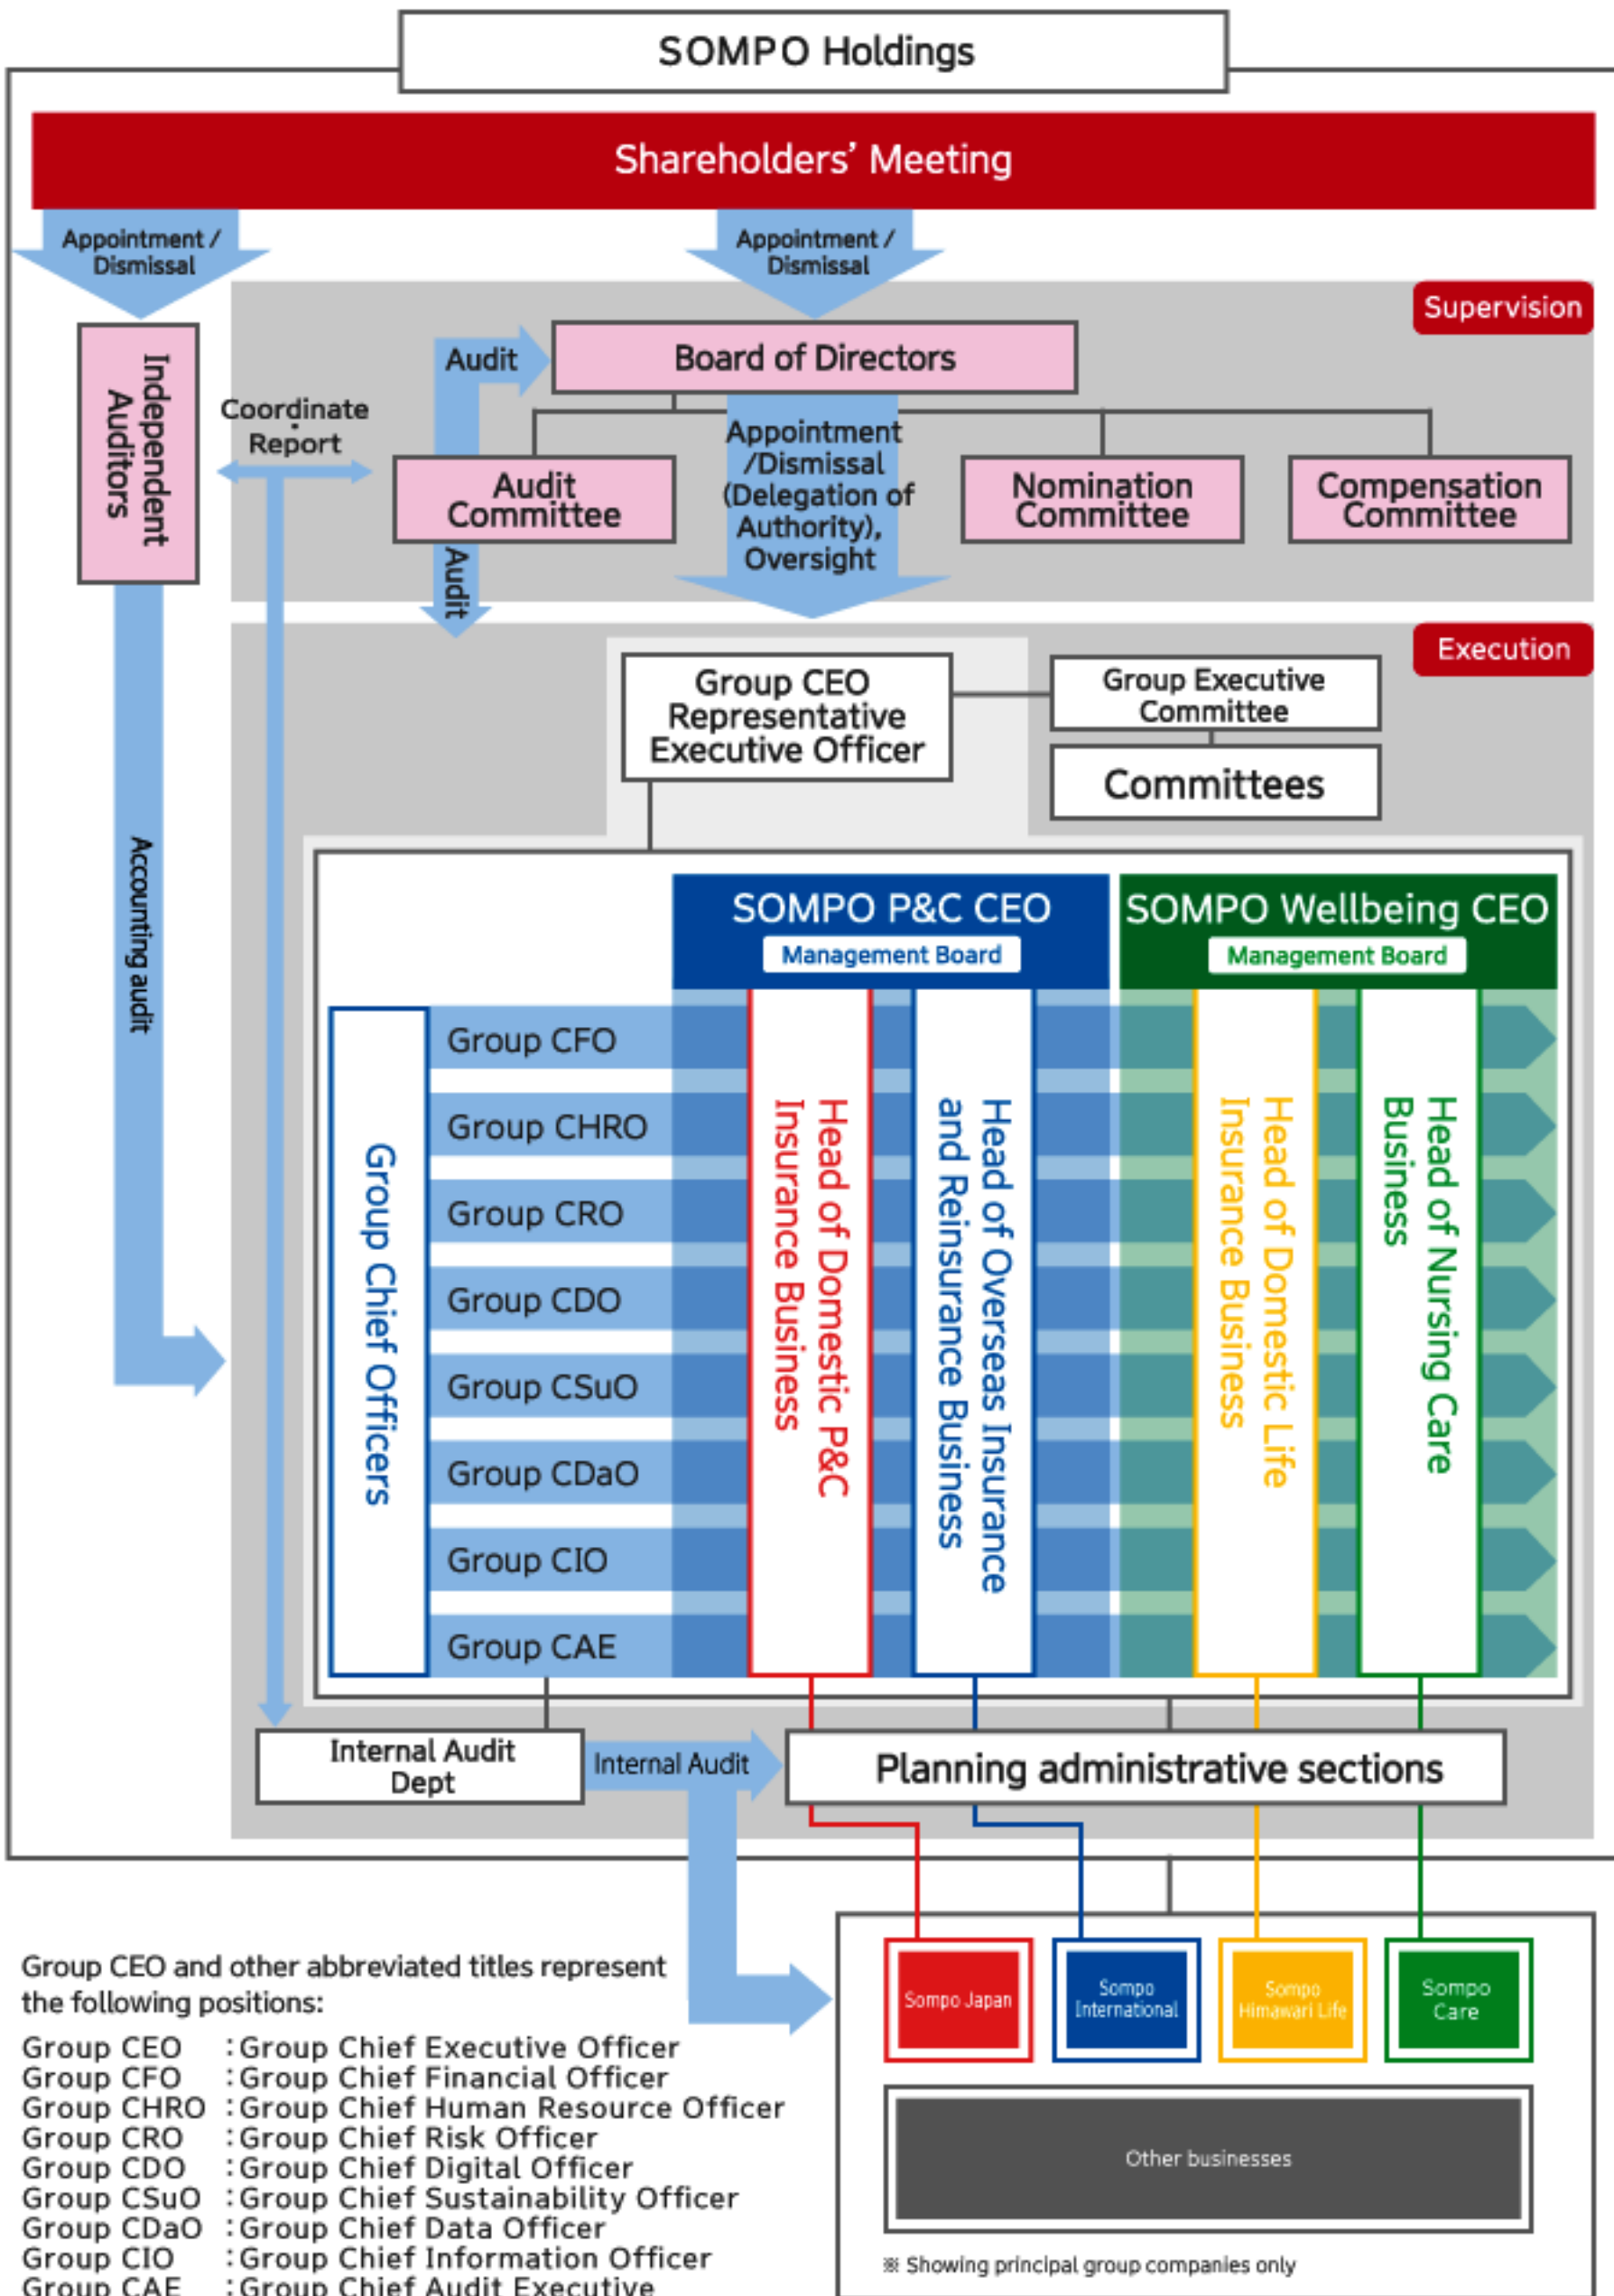 SOMPO Holdings
Shareholders’ Meeting
Appointment /
Dismissal
Appointment /
Dismissal
Supervision
Independent
Auditors
Coordinate
・
Report
Audit
Board of Directors
Audit
Committee
Appointment
/Dismissal
(Delegation of
Authority),
Oversight
Nomination
Committee
Compensation
Committee
Audit
Execution
Group CEO
Representative
Executive Officer
Group Executive
Committee
Committees
Accounting audit
SOMPO P&C CEO
Management Board
SOMPO Wellbeing CEO
Management Board
Group Chief Officers
Group CFO
Group CHRO
Group CRO
Group CDO
Group CSuO
Group CDaO
Group CIO
Group CAE
Head of Domestic P&C
Insurance Business
Head of Overseas Insurance
and Reinsurance Business
Head of Domestic Life
Insurance Business
Head of Nursing Care
Business
Internal Audit
Dept
Internal Audit
Planning administrative sections
Sompo Japan
Sompo
International
Sompo
Himawari Life
Sompo
Care
Other businesses
※ Showing principal group companies only
Group CEO and other abbreviated titles represent
the following positions:
Group CEO : Group Chief Executive Officer
Group CFO : Group Chief Financial Officer
Group CHRO : Group Chief Human Resource Officer
Group CRO : Group Chief Risk Officer
Group CDO : Group Chief Digital Officer
Group CSuO : Group Chief Sustainability Officer
Group CDaO : Group Chief Data Officer
Group CIO : Group Chief Information Officer
Group CAE : Group Chief Audit Executive